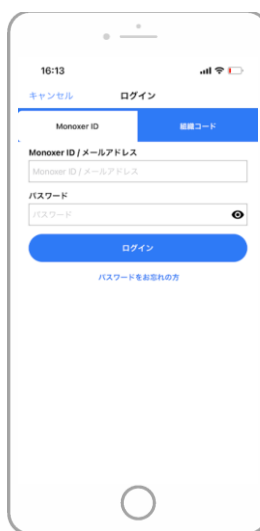 16:13
キャンセル ログイン
Monoxer ID 組織コード
Monoxer ID / メールアドレス
Monoxer ID / メールアドレス
パスワード
パスワード
ログイン
パスワードをお忘れの方